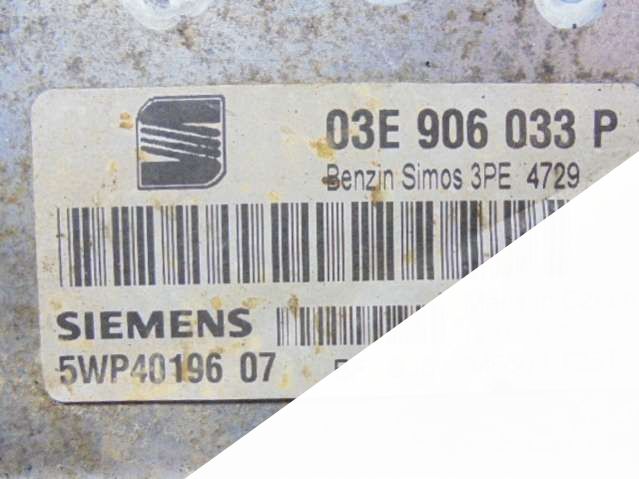 03E 906 033 P
Benzin Simos 3PE 4729
SIEMENS
5WP40196 07